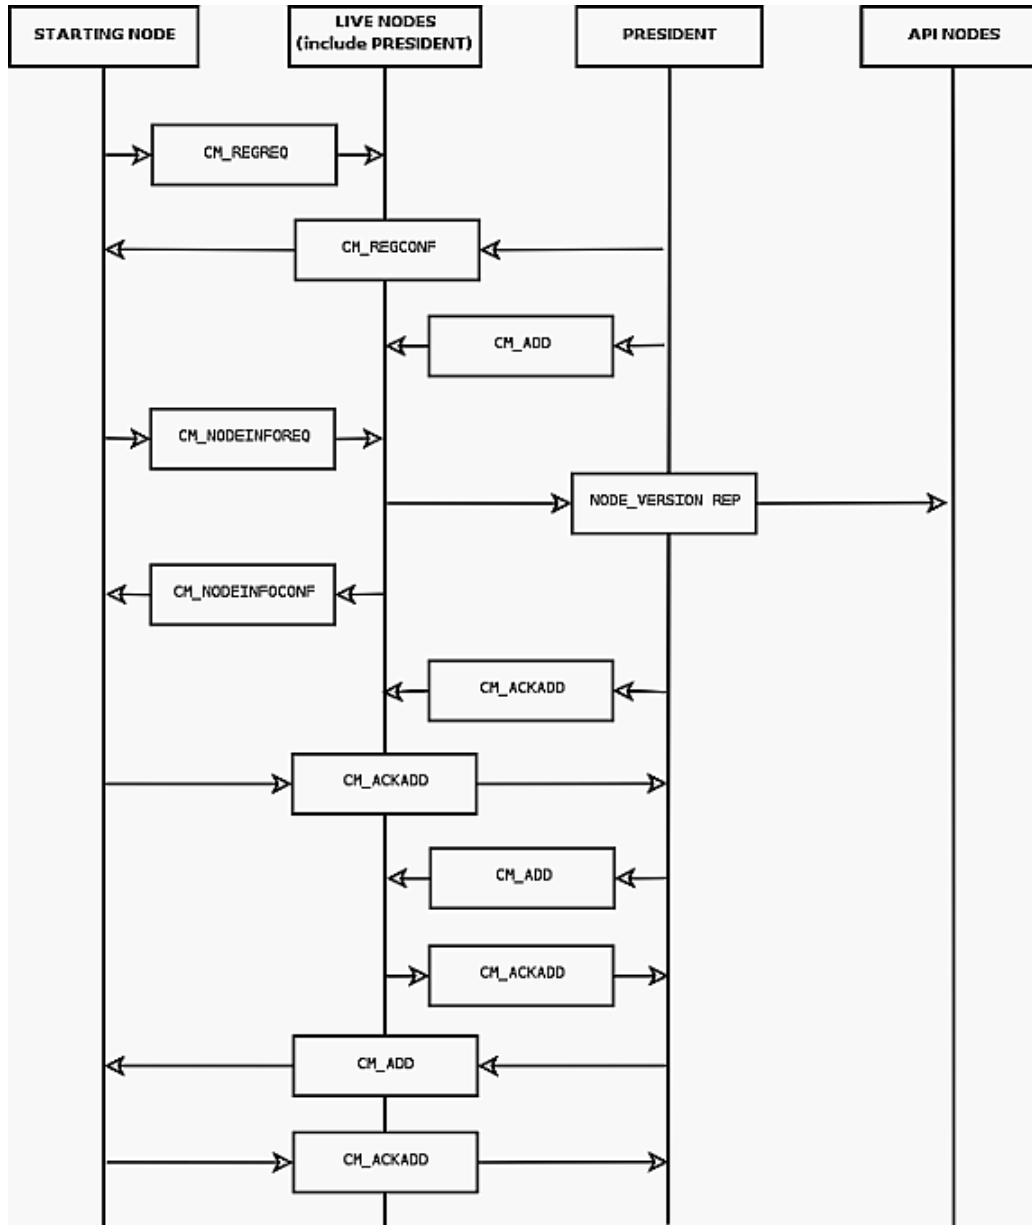 STARTING NODE
LIVE NODES
(include PRESIDENT)
PRESIDENT
API NODES
CM_REGREQ
CM_REGCONF
CM_ADD
CM_NODEINFOREQ
NODE_VERSION REP
CM_NODEINFOCONF
CM_ACKADD
CM_ACKADD
CM_ADD
CM_ACKADD
CM_ADD
CM_ACKADD